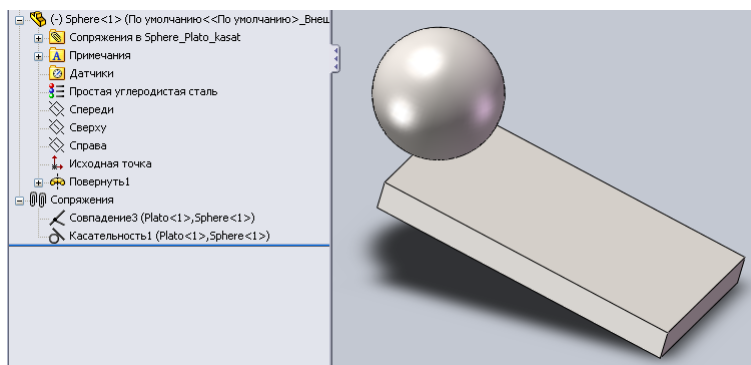 (-) Sphere<1> (По умолчанию<<По умолчанию>_Внеш
Сопряжения в Sphere_Plato_kasat
Примечания
Датчики
Простая углеродистая сталь
Спереди
Сверху
Справа
Исходная точка
Повернуть1
Сопряжения
Совпадение3 (Plato<1>,Sphere<1>)
Касательность1 (Plato<1>,Sphere<1>)